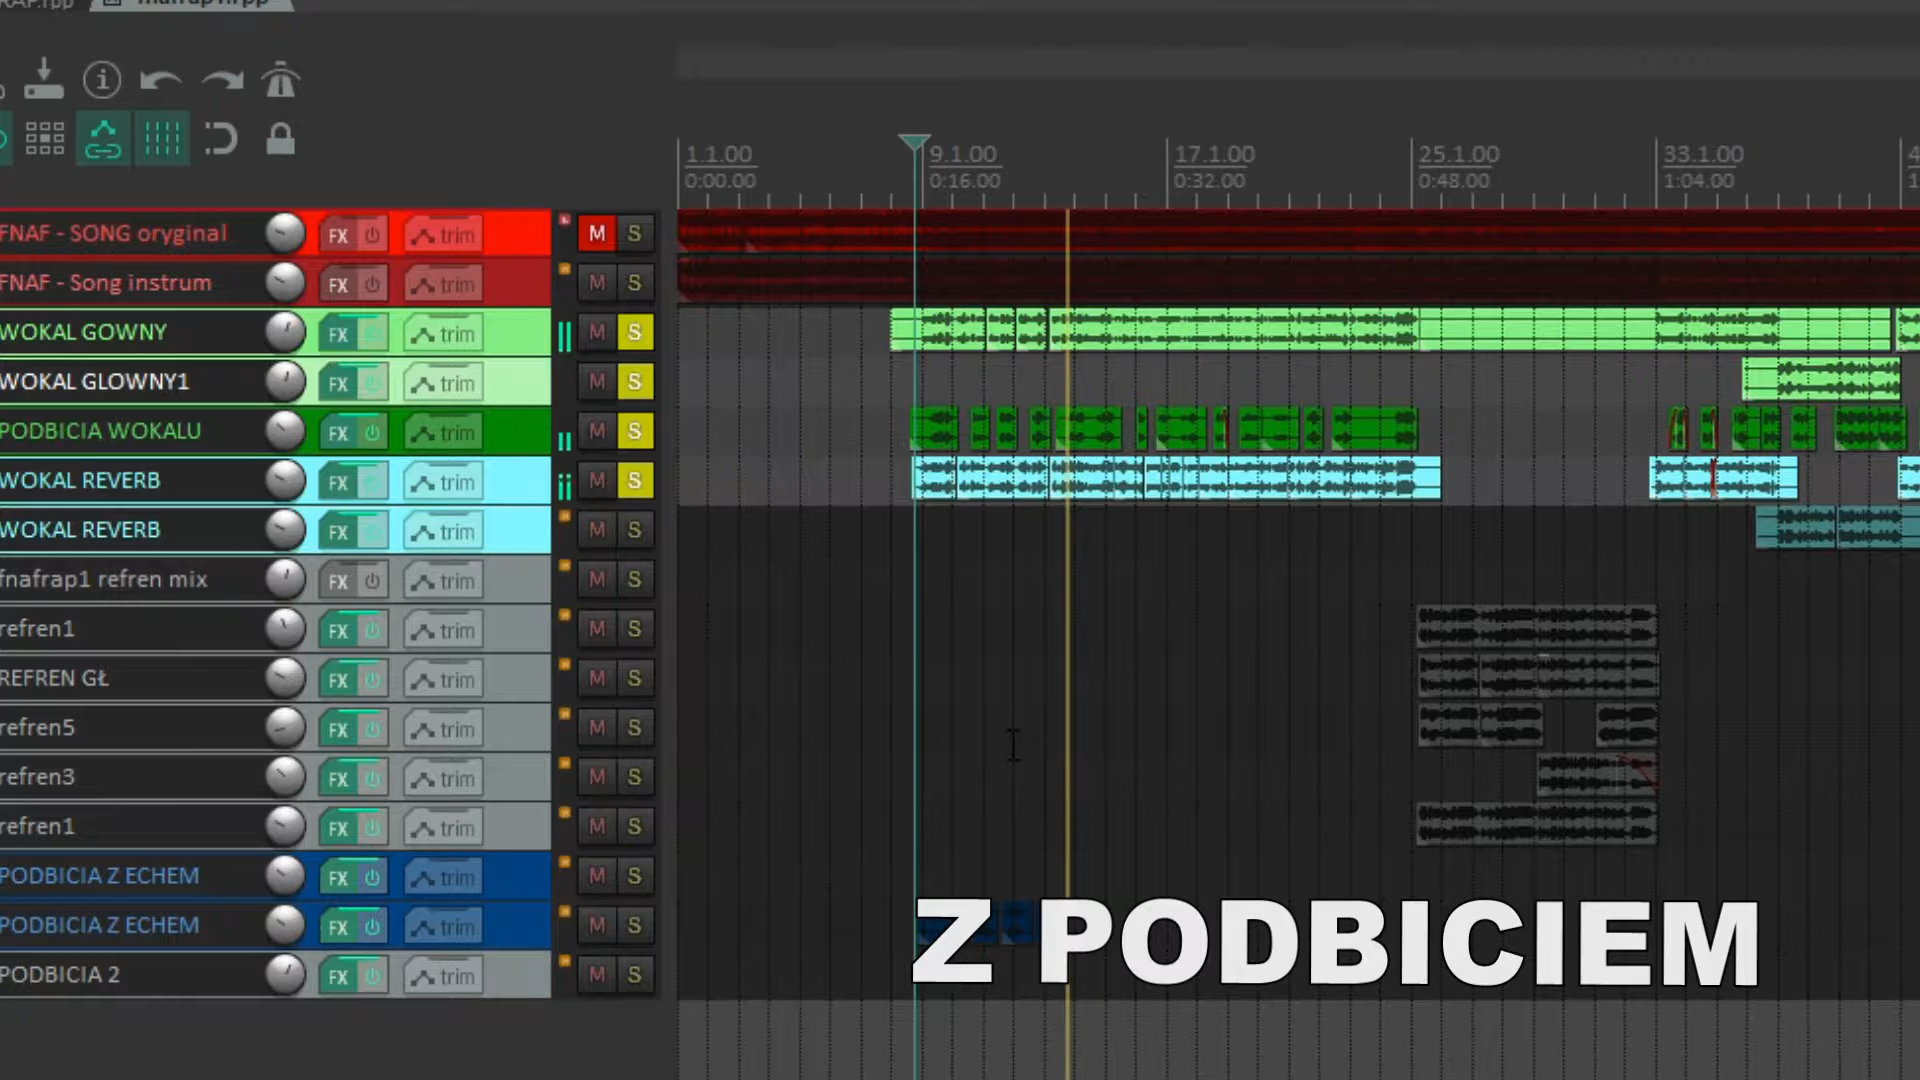 1.1.00 9.1.00 17.1.00 25.1.00 33.1.00
0:00.00 0:16.00 0:32.00 0:48.00 1:04.00
FNAF - SONG oryginal FX trim M S
FNAF - Song instrum FX trim M S
WOKAL GOWNY FX trim M S
WOKAL GLOWNY1 FX trim M S
PODBICIA WOKALU FX trim M S
WOKAL REVERB FX trim M S
WOKAL REVERB FX trim M S
fnafrap1 refren mix FX trim M S
refren1 FX trim M S
REFREN GŁ FX trim M S
refren5 FX trim M S
refren3 FX trim M S
refren1 FX trim M S
PODBICIA Z ECHEM FX trim M S
PODBICIA Z ECHEM FX trim M S
PODBICIA 2 FX trim M S
Z PODBICIEM